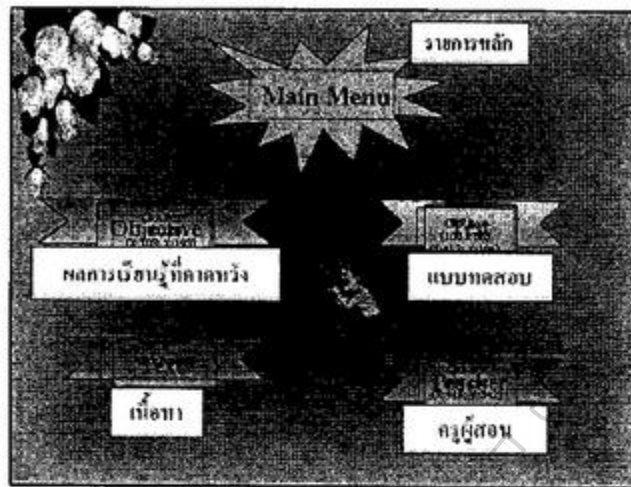 รายการหลัก
Main Menu
Objective
ผลการเรียนรู้ที่คาดหวัง
แบบทดสอบ
เนื้อหา
Teacher
ครูผู้สอน